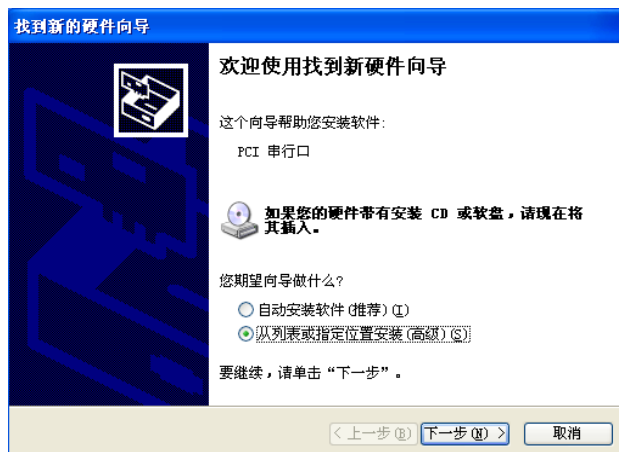 找到新的硬件向导
欢迎使用找到新硬件向导
这个向导帮助您安装软件:
PCI 串行口
如果您的硬件带有安装 CD 或软盘，请现在将
其插入。
您期望向导做什么?
自动安装软件(推荐)(I)
从列表或指定位置安装(高级)(S)
要继续，请单击“下一步”。
< 上一步(B)
下一步(N) >
取消